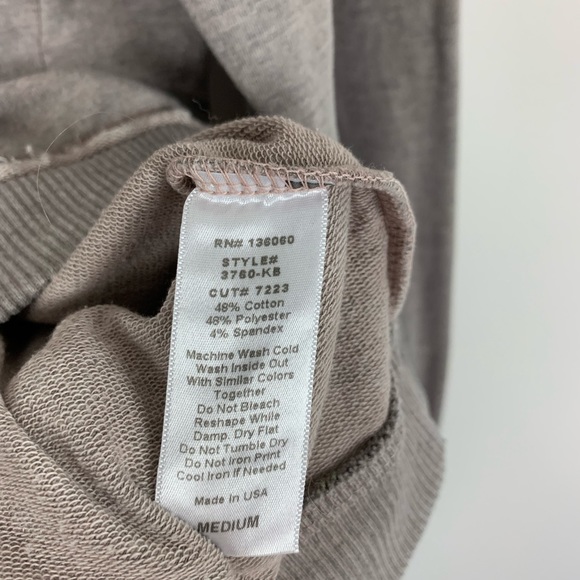 RN# 136060
STYLE#
3760-KB
CUT# 7223
48% Cotton
48% Polyester
4% Spandex
Machine Wash Cold
Wash Inside Out
With Similar Colors
Together
Do Not Bleach
Reshape While
Damp. Dry Flat
Do Not Tumble Dry
Do Not Iron Print
Cool Iron If Needed
Made In USA
MEDIUM